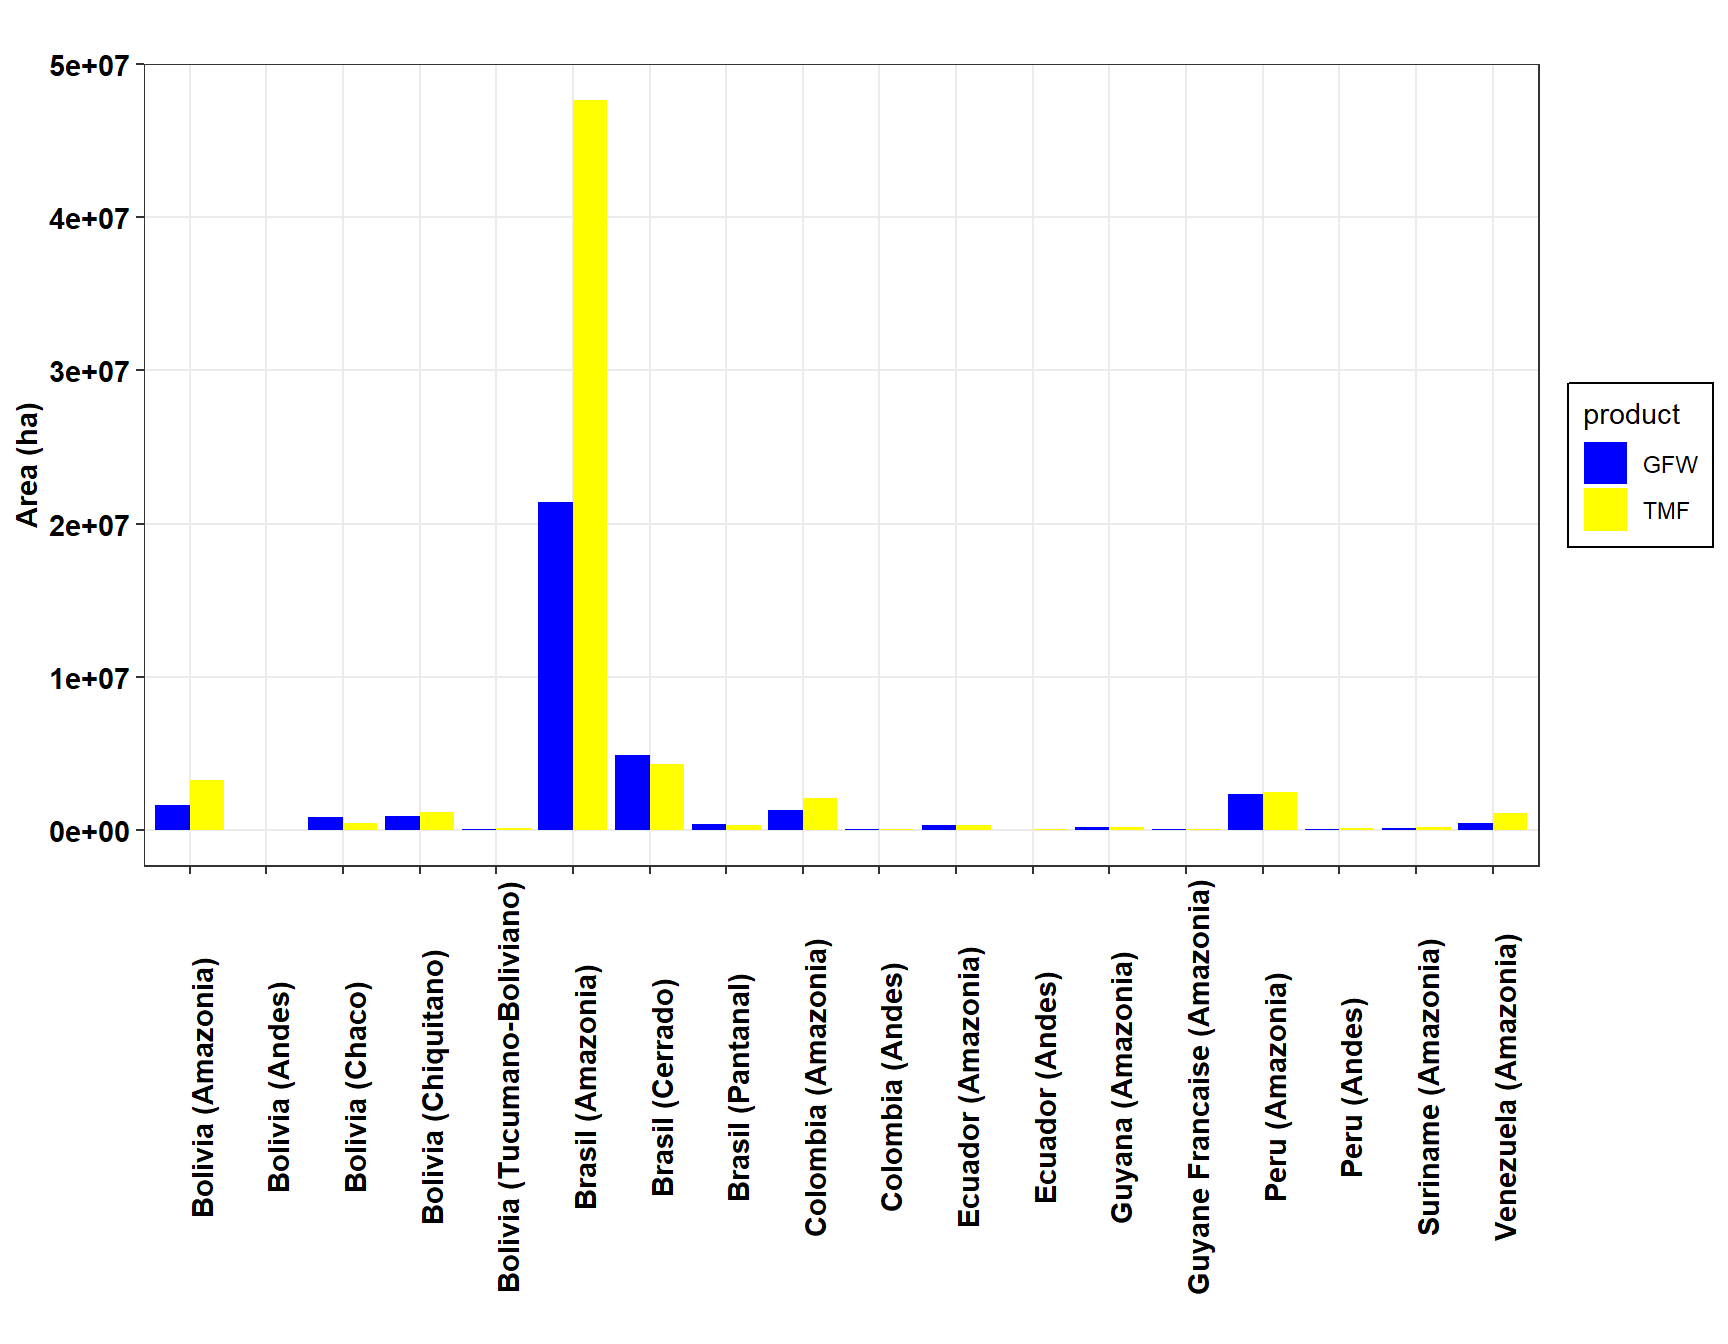 5e+07
4e+07
3e+07
2e+07
1e+07
0e+00
Area (ha)
Bolivia (Amazonia)
Bolivia (Andes)
Bolivia (Chaco)
Bolivia (Chiquitano)
Bolivia (Tucumano-Boliviano)
Brasil (Amazonia)
Brasil (Cerrado)
Brasil (Pantanal)
Colombia (Amazonia)
Colombia (Andes)
Ecuador (Amazonia)
Ecuador (Andes)
Guyana (Amazonia)
Guyane Francaise (Amazonia)
Peru (Amazonia)
Peru (Andes)
Suriname (Amazonia)
Venezuela (Amazonia)
product
GFW
TMF